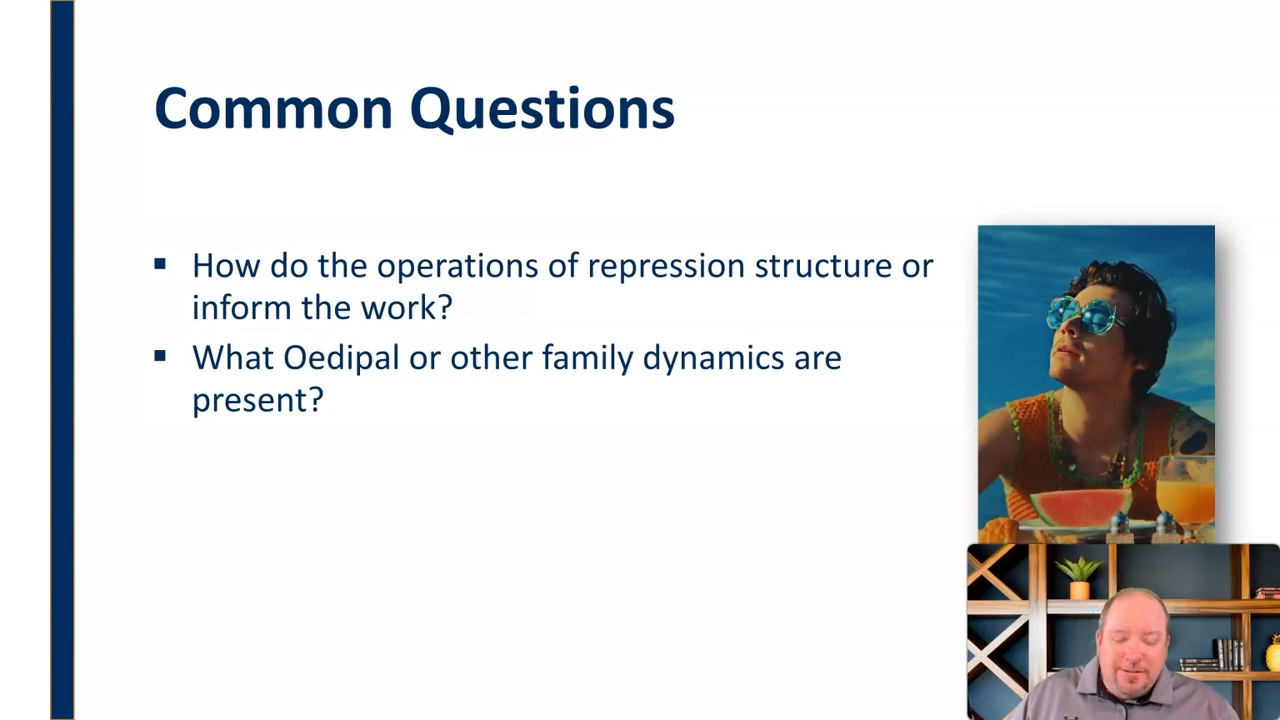 Common Questions
▪ How do the operations of repression structure or
inform the work?
▪ What Oedipal or other family dynamics are
present?